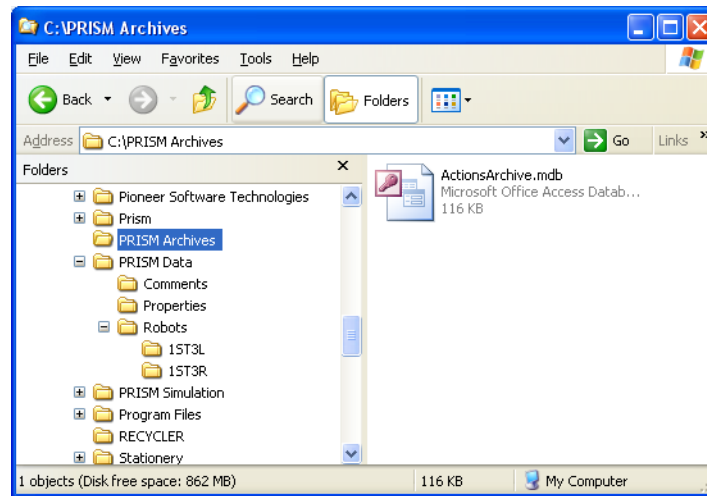 C:\PRISM Archives
File Edit View Favorites Tools Help
Back Search Folders
Address C:\PRISM Archives Go Links »
Folders X
Pioneer Software Technologies
Prism
PRISM Archives
PRISM Data
Comments
Properties
Robots
1ST3L
1ST3R
PRISM Simulation
Program Files
RECYCLER
Stationery
ActionsArchive.mdb
Microsoft Office Access Datab...
116 KB
1 objects (Disk free space: 862 MB) 116 KB My Computer